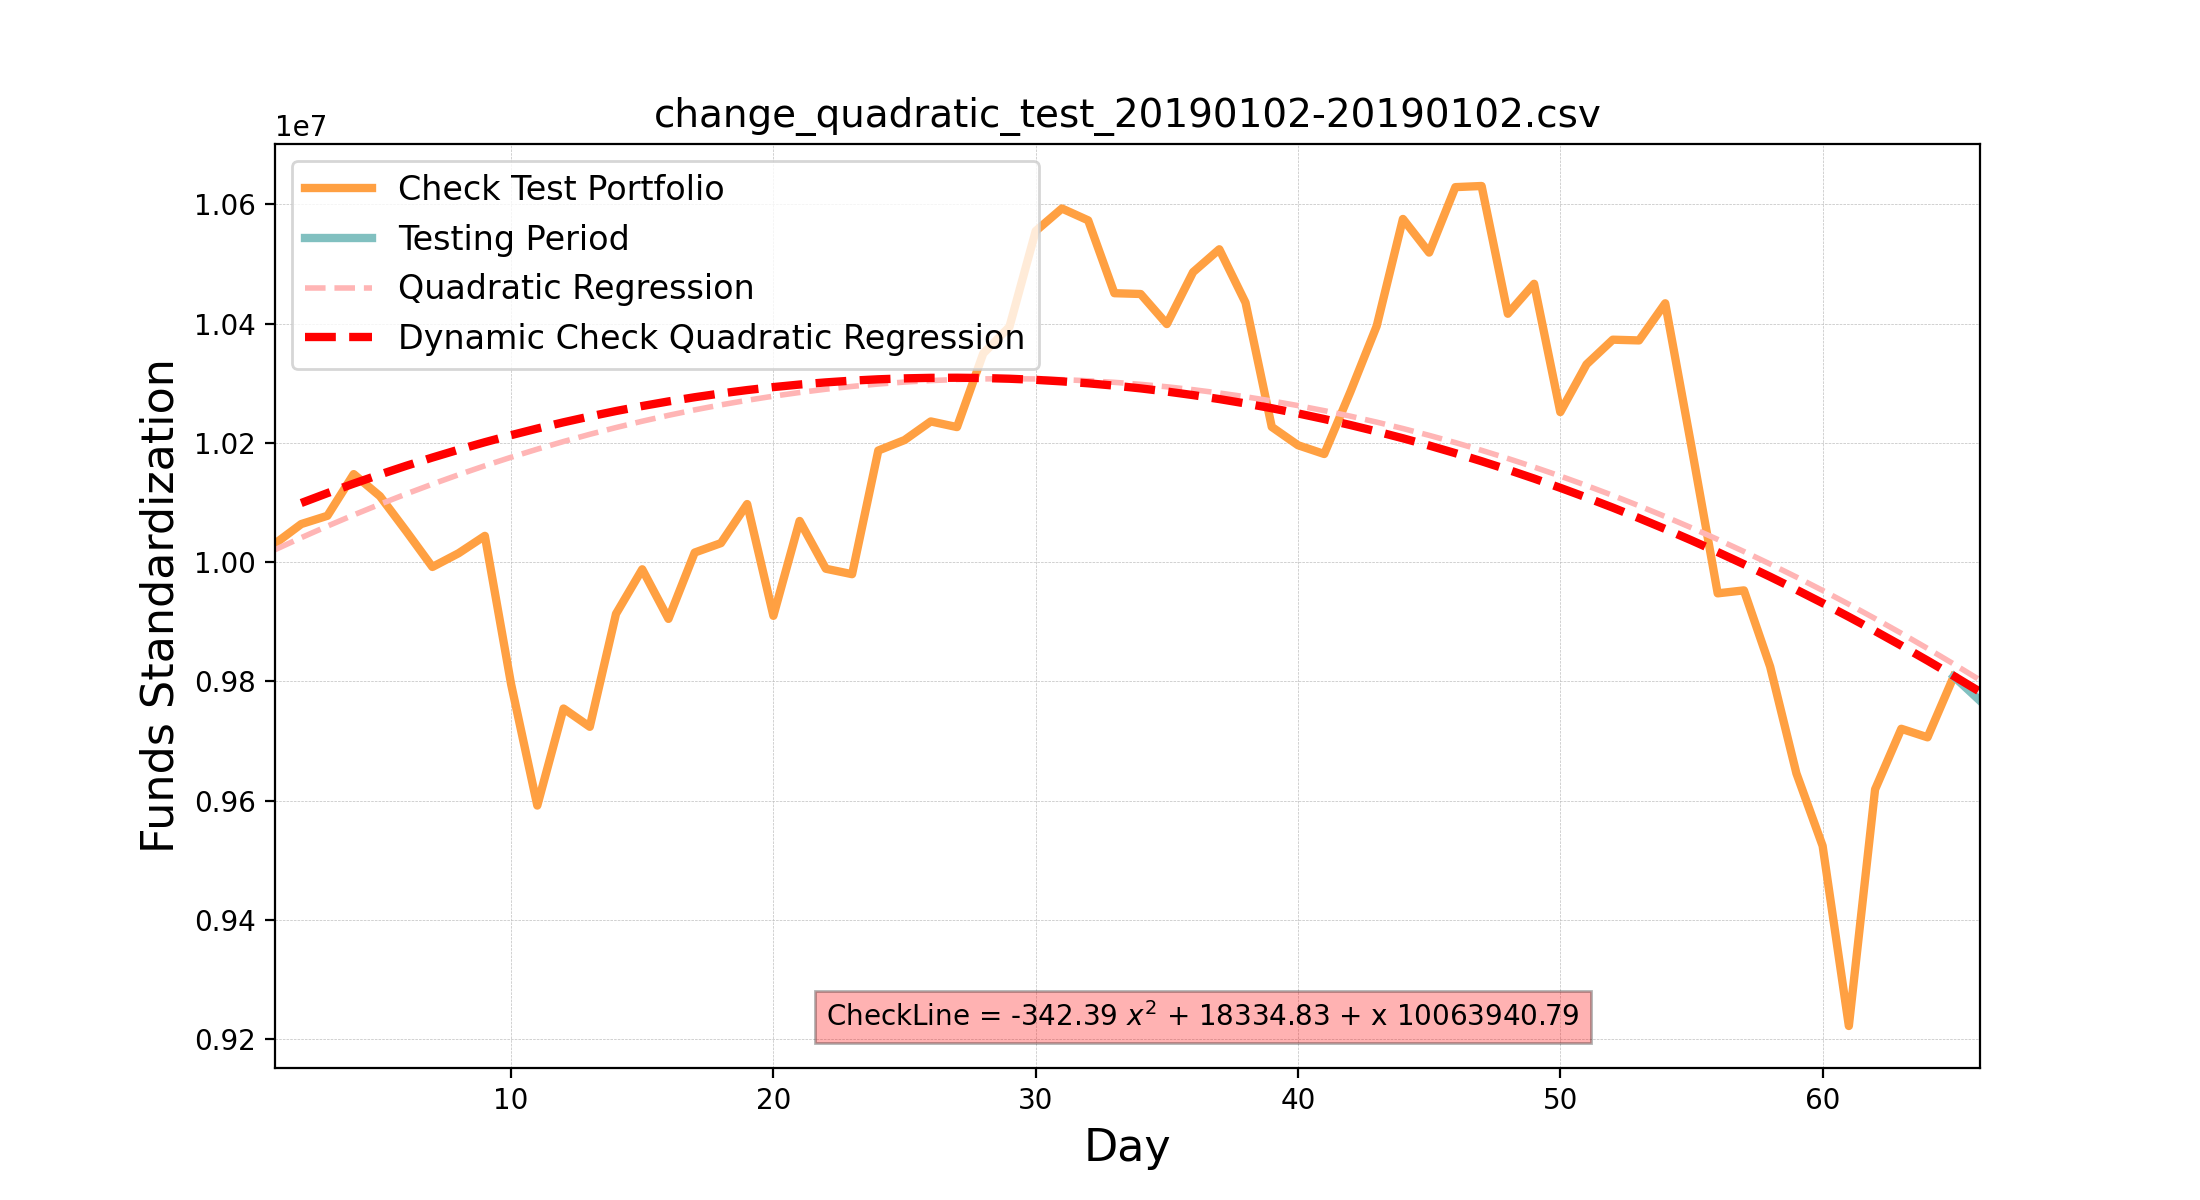 change_quadratic_test_20190102-20190102.csv
1e7
Check Test Portfolio
Testing Period
Quadratic Regression
Dynamic Check Quadratic Regression
1.06
1.04
1.02
1.00
0.98
0.96
0.94
0.92
Funds Standardization
CheckLine = -342.39 x² + 18334.83 + x 10063940.79
10 20 30 40 50 60
Day